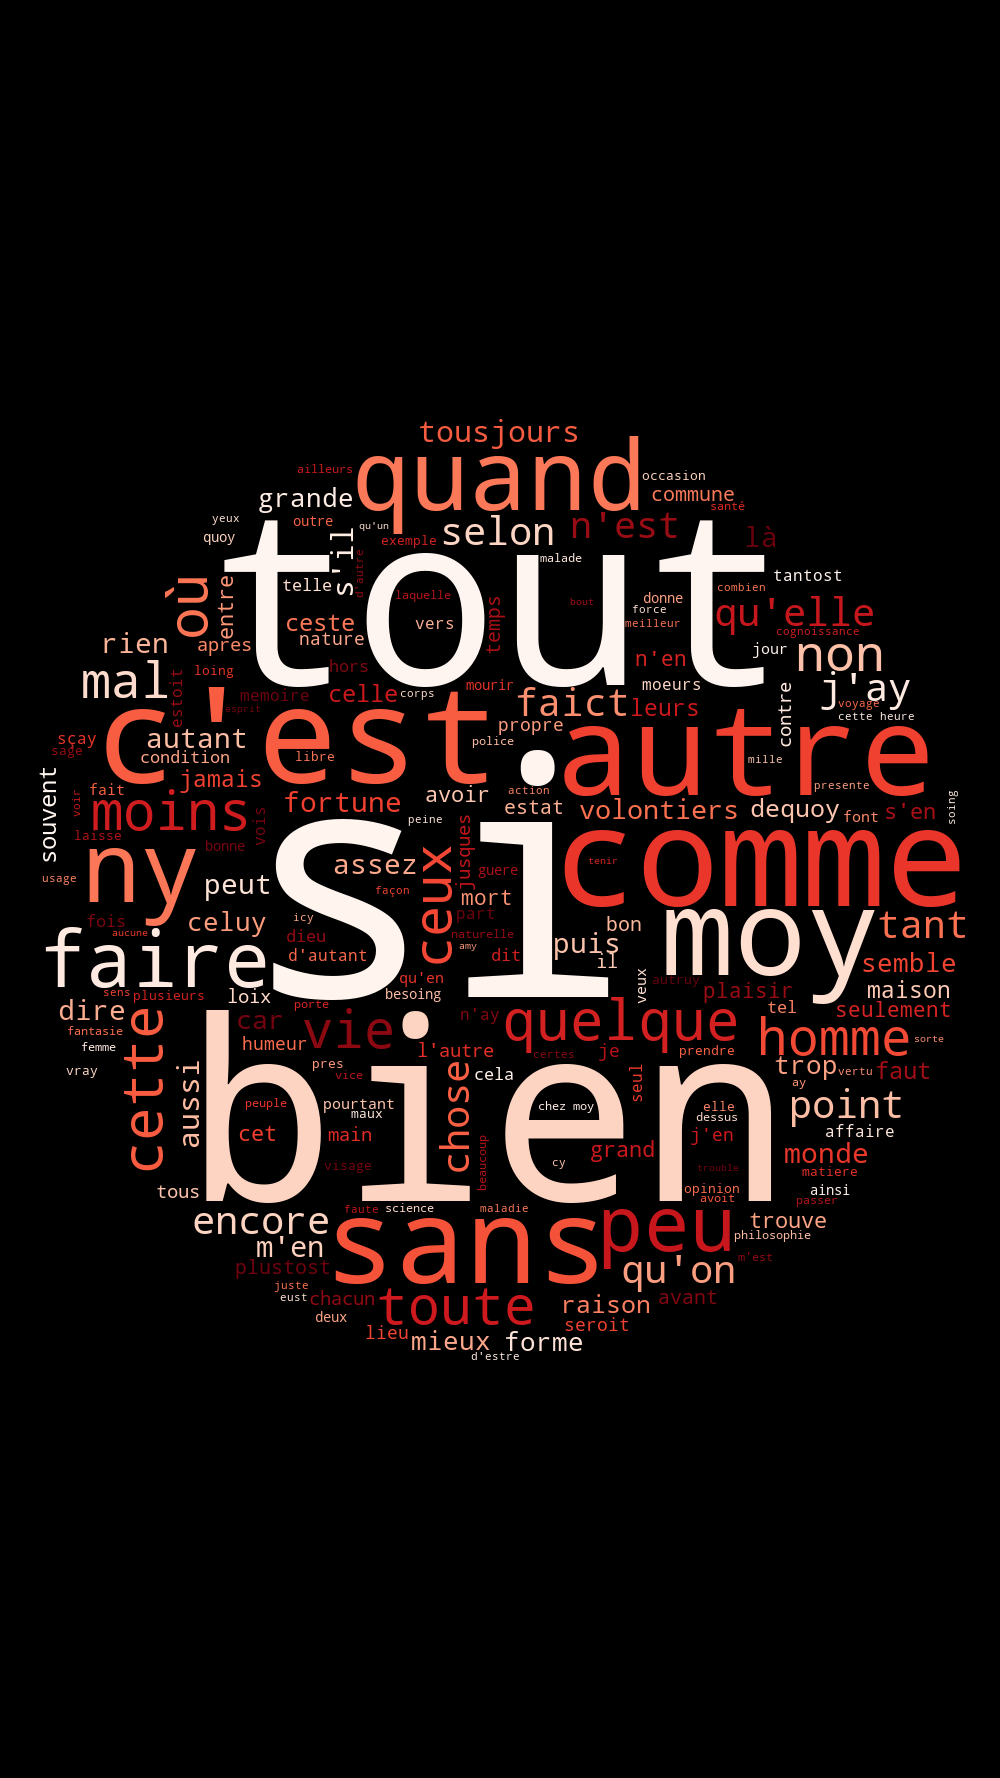 tousjours
quand
ailleurs
occasion
grande
commune
santé
yeux
outre
qu'un
selon
n'est
là
quoy
s'il
exemple
tout
d'autre
malade
telle
tantost
combien
où
entre
laquelle
bout
donne
force
meilleur
qu'elle
ceste
vers
temps
cognoissance
rien
apres
nature
n'en
jour
non
mal
loing
hors
estoit
memoire
celle
corps
mourir
moeurs
j'ay
esprit
c'est
faict
leurs
contre
voyage
cette heure
propre
sçay
sage
autant
condition
libre
police
autre
mille
jamais
souvent
fait
voir
moins
fortune
avoir
action
estat
volontiers
dequoy
font
s'en
presente
soing
vois
peine
laisse
bonne
si
jusques
comme
ny
assez
ceux
guere
tenir
usage
peut
façon
mort
fois
celuy
icy
part
bon
moy
tant
aucune
dieu
naturelle
amy
puis
il
faire
d'autant
dit
semble
sens
plusieurs
loix
qu'en
besoing
veux
autruy
plaisir
maison
dire
porte
tel
seulement
cette
fantasie
car
vie
n'ay
quelque
homme
sorte
femme
humeur
l'autre
certes
je
prendre
vray
aussi
pres
vice
chose
cela
seul
trop
ay
vertu
faut
bien
peuple
pourtant
maux
chez moy
elle
dessus
point
affaire
cet
main
j'en
beaucoup
grand
monde
visage
cy
trouble
matiere
tous
opinion
avoit
ainsi
passer
encore
faute
science
maladie
sans
peu
trouve
philosophie
m'en
m'est
plustost
qu'on
juste
eust
chacun
toute
raison
avant
deux
lieu
mieux
forme
seroit
d'estre